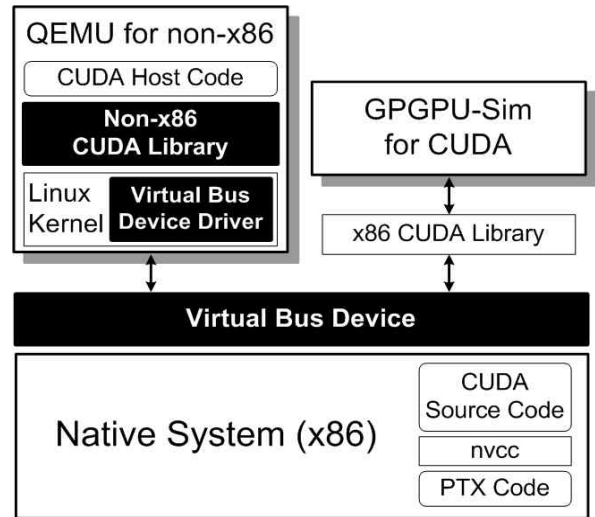 QEMU for non-x86
CUDA Host Code
Non-x86
CUDA Library
Linux
Kernel
Virtual Bus
Device Driver
GPGPU-Sim
for CUDA
x86 CUDA Library
Virtual Bus Device
Native System (x86)
CUDA
Source Code
nvcc
PTX Code